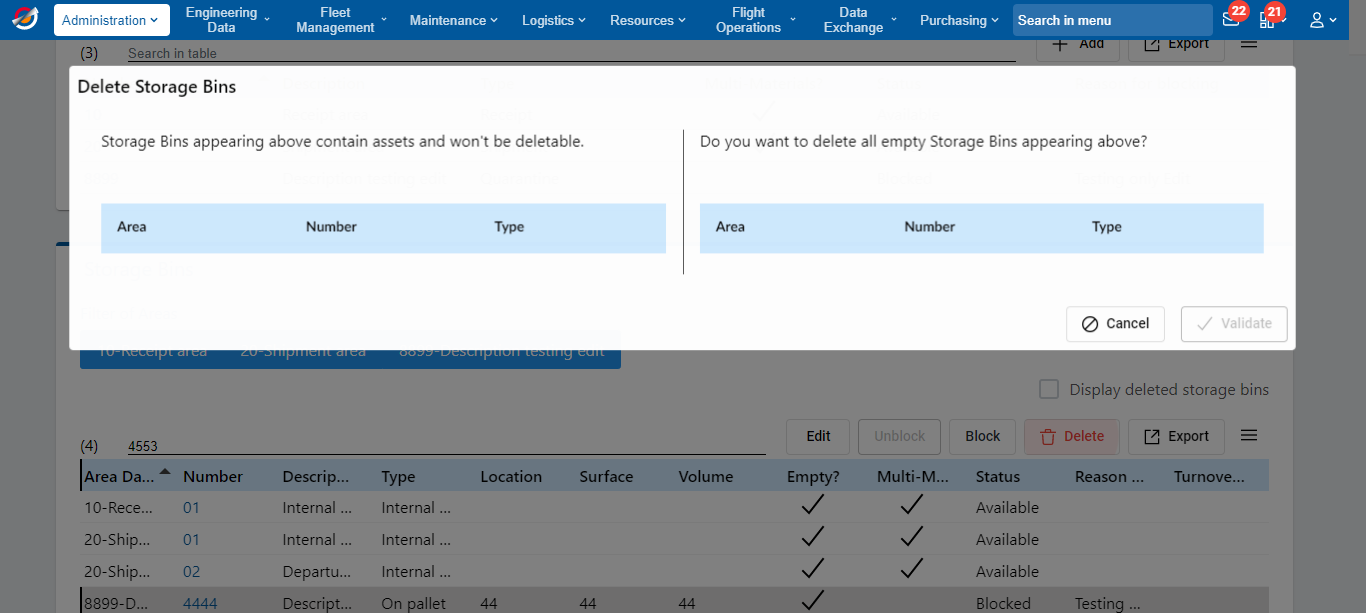 Administration
Engineering Data
Fleet Management
Maintenance
Logistics
Resources
Flight Operations
Data Exchange
Purchasing
Search in menu
22
21
(3)
Search in table
Add
Export
Delete Storage Bins
Storage Bins appearing above contain assets and won't be deletable.
Do you want to delete all empty Storage Bins appearing above?
Area Number Type
Area Number Type
Cancel
Validate
10-Receipt area 20-Shipment area 8899-Description testing edit
Display deleted storage bins
(4)
4553
Edit
Unblock
Block
Delete
Export
Area Da... Number Descrip... Type Location Surface Volume Empty? Multi-M... Status Reason ... Turnove...
10-Rece... 01 Internal ... Internal ... Available
20-Ship... 01 Internal ... Internal ... Available
20-Ship... 02 Departu... Internal ... Available
8899-D... 4444 Descript... On pallet 44 44 44 Blocked Testing ...